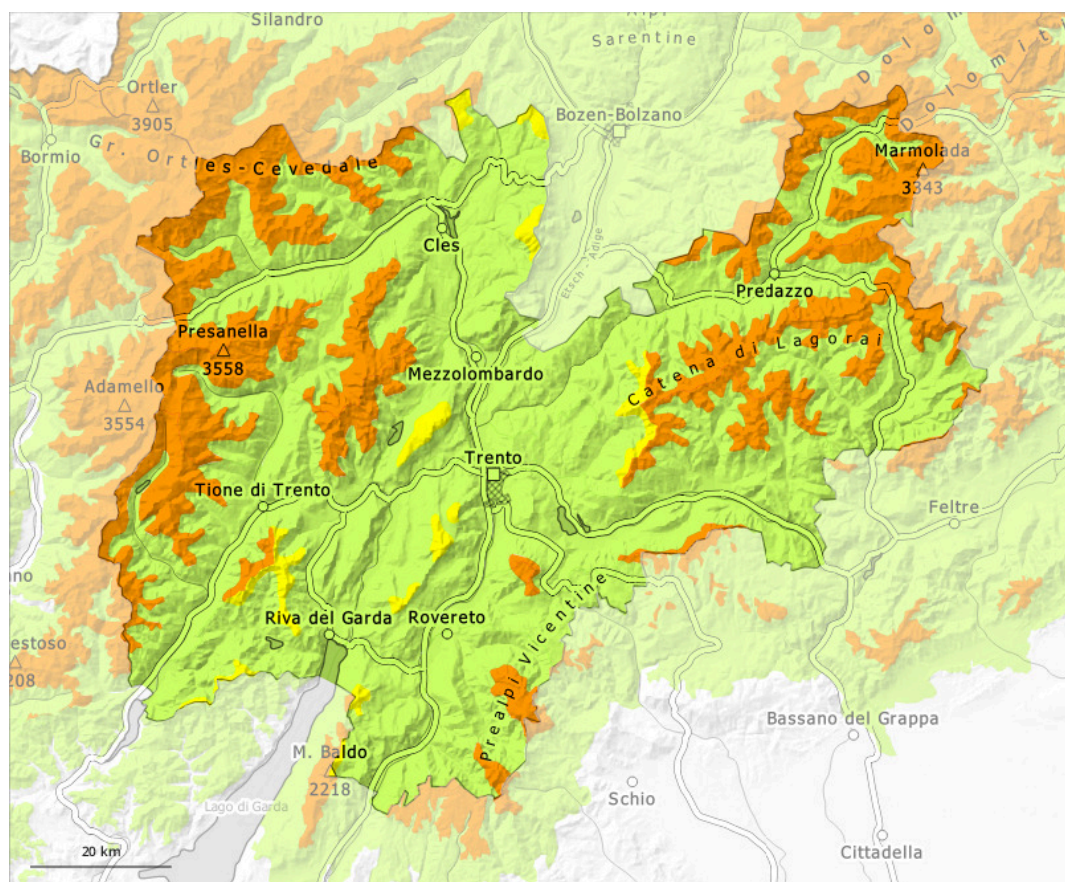 Silandro
Alpi
Sarentine
Dolomiti
Ortler
3905
Bozen-Bolzano
Bormio
Gr. Ortles-Cevedale
Marmolada
3343
Etsch - Adige
Cles
Predazzo
Presanella
3558
Catena di Lagorai
Mezzolombardo
Adamello
3554
Trento
Tione di Trento
Feltre
Riva del Garda
Rovereto
208
Prealpi Vicentine
Bassano del Grappa
M. Baldo
2218
Lago di Garda
Schio
20 km
Cittadella